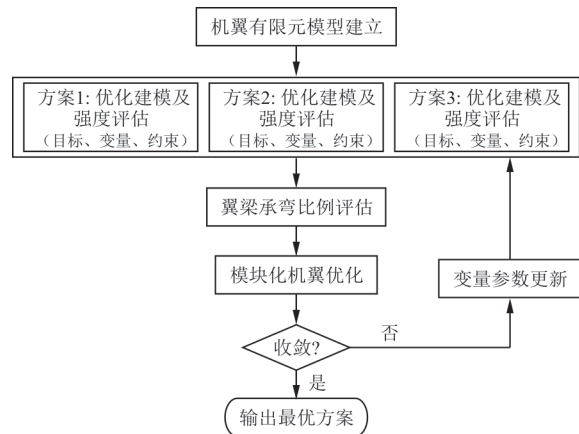 机翼有限元模型建立
方案1: 优化建模及
强度评估
(目标、变量、约束)
方案2: 优化建模及
强度评估
(目标、变量、约束)
方案3: 优化建模及
强度评估
(目标、变量、约束)
翼梁承弯比例评估
模块化机翼优化
变量参数更新
收敛?
否
是
输出最优方案